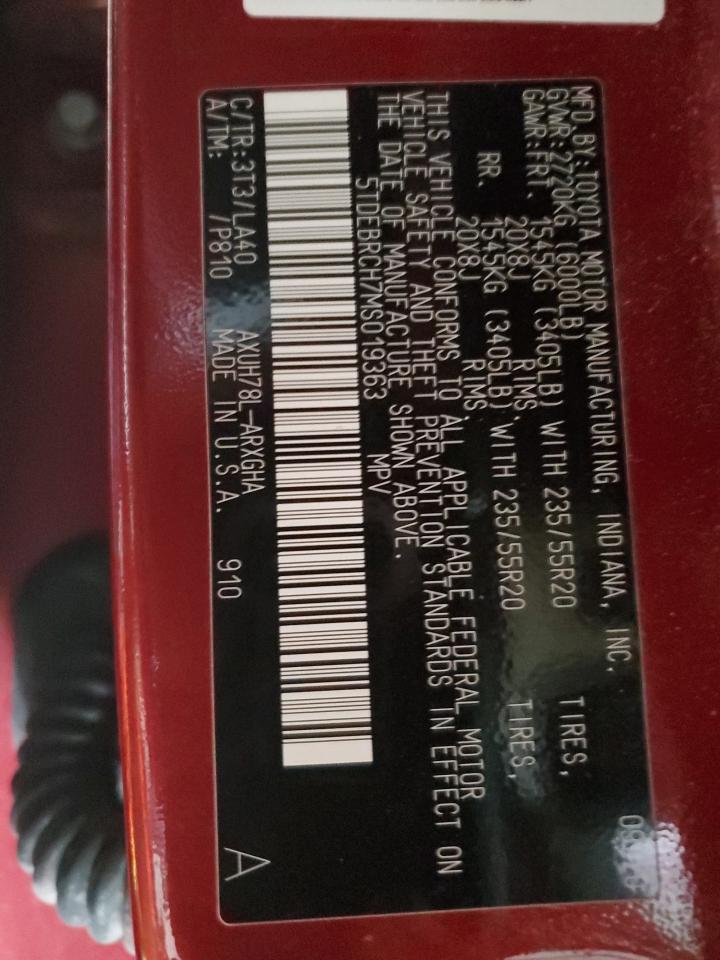 MFD.BY:TOYOTA MOTOR MANUFACTURING, INDIANA, INC.
GVWR:2720KG (6000LB)
GAWR:FRT. 1545KG (3405LB) WITH 235/55R20 TIRES,
20X8J RIMS,
RR. 1545KG (3405LB) WITH 235/55R20 TIRES,
20X8J RIMS
THIS VEHICLE CONFORMS TO ALL APPLICABLE FEDERAL MOTOR
VEHICLE SAFETY AND THEFT PREVENTION STANDARDS IN EFFECT ON
THE DATE OF MANUFACTURE SHOWN ABOVE.
5TDEBRCH7MS019363 MPV
C/TR:3T3/LA40 AXUH78L-ARXGHA
A/TM: /P810 MADE IN U.S.A. 910
A